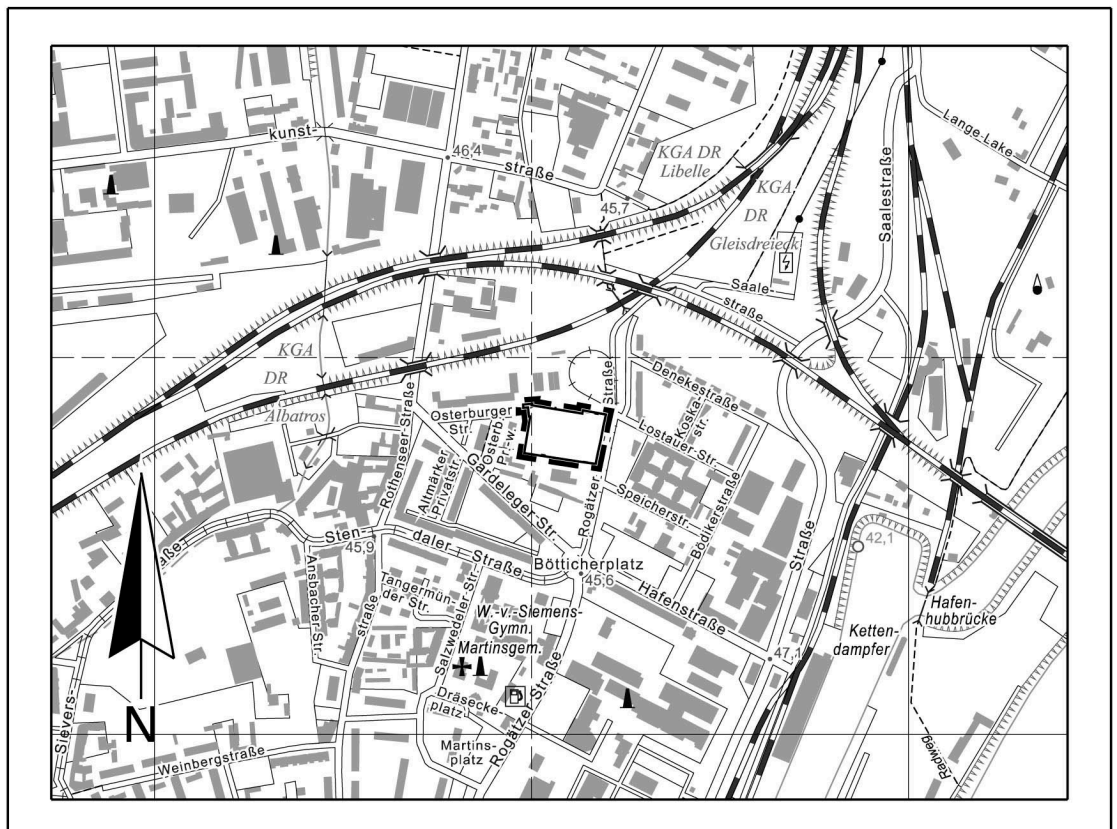 kunst-
straße
46,4
45,7
KGA DR
Libelle
KGA
DR
Gleisdreieck
Saale-
straße
Saalestraße
Lange-Lake
KGA
DR
Albatros
Osterburger
Str.
Osterb.
Pr.-w.
Altmärker
Privatstr.
Gardeleger Str.
Rothenseer-Straße
Straße
Rogätzer
Denekestraße
Koska-
str.
Lostauer Str.
Speicherstr.
Bödikerstraße
Straße
42,1
Sten-
daler Straße
45,9
straße
raße
Ansbacher Str.
Tangermün
der Str.
Salzwedeler Str.
Bötticherplatz
45,6
Hafenstraße
47,1
W.-v.-Siemens-
Gymn.
Martinsgem.
Dräsecke-
platz
Martins-
platz
Rogätzer Straße
Ketten-
dampfer
Hafen-
hubbrücke
Radweg
Sievers-
Weinbergstraße
N